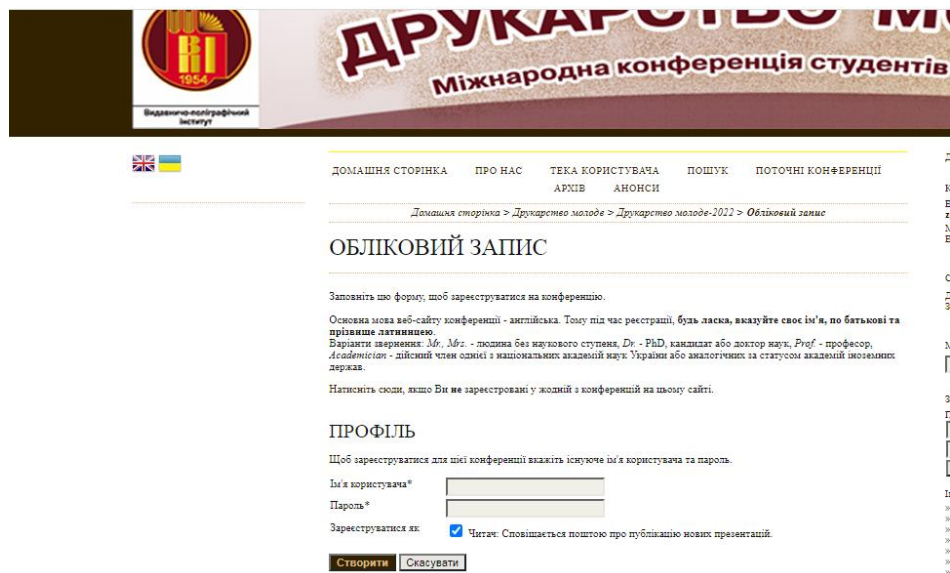 ДРУКАРСТВО МО
Міжнародна конференція студентів
1954
Видавничо-поліграфічний
інститут
ДОМАШНЯ СТОРІНКА ПРО НАС ТЕКА КОРИСТУВАЧА ПОШУК ПОТОЧНІ КОНФЕРЕНЦІЇ
АРХІВ АНОНСИ
Домашня сторінка > Друкарство молоде > Друкарство молоде-2022 > Обліковий запис
ОБЛІКОВИЙ ЗАПИС
Заповніть цю форму, щоб зареєструватися на конференцію.
Основна мова веб-сайту конференції - англійська. Тому під час реєстрації, будь ласка, вказуйте своє ім'я, по батькові та
прізвище латинницею.
Варіанти звернення: Mr., Mrs. - людина без наукового ступеня, Dr. - PhD, кандидат або доктор наук, Prof. - професор,
Academician - дійсний член однієї з національних академій наук України або аналогічних за статусом академій іноземних
держав.
Натисніть сюди, якщо Ви не зареєстровані у жодній з конференцій на цьому сайті.
ПРОФІЛЬ
Щоб зареєструватися для цієї конференції вкажіть існуюче ім'я користувача та пароль.
Ім'я користувача*
Пароль*
Зареєструватися як Читач: Сповіщається поштою про публікацію нових презентацій.
Створити Скасувати